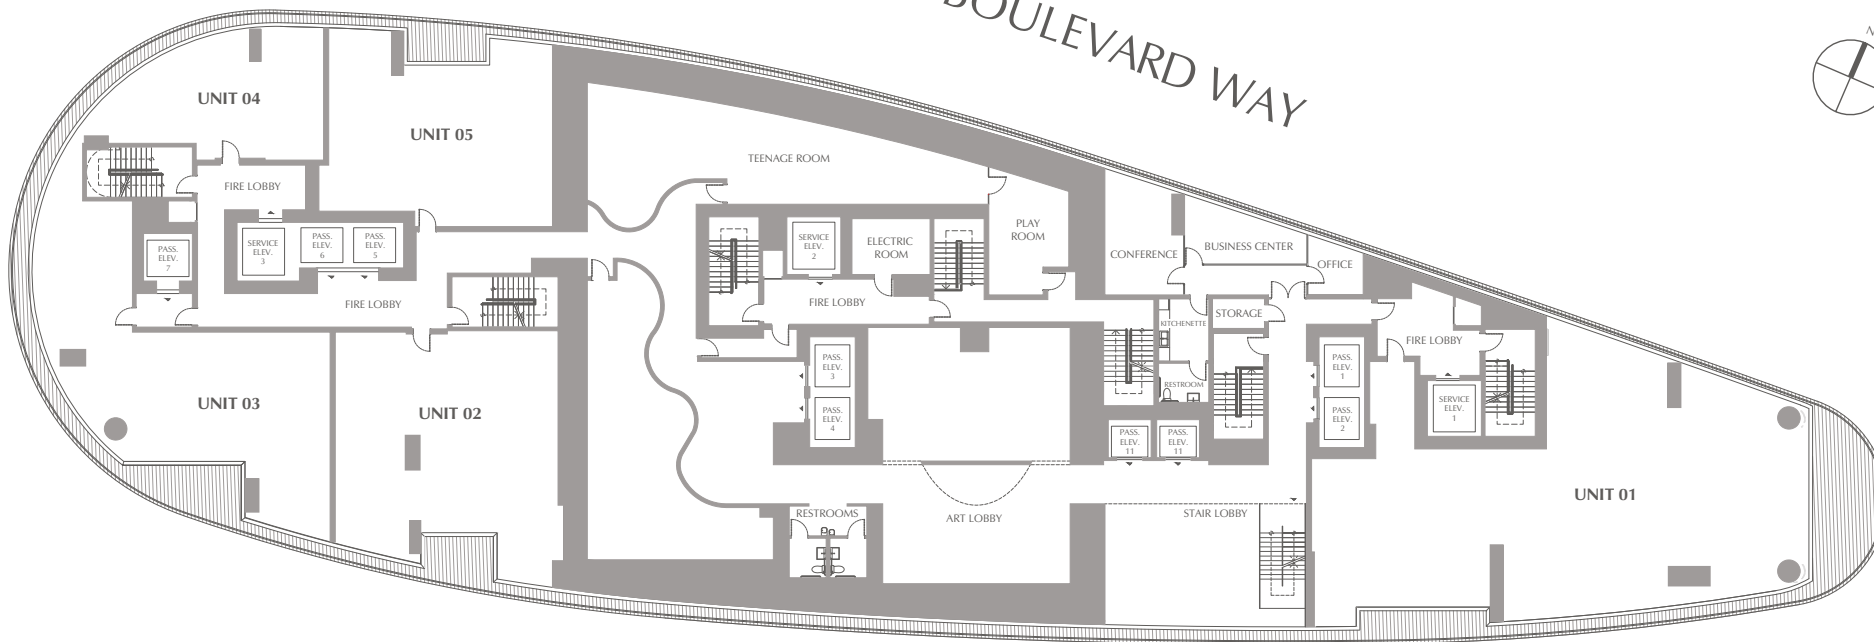 BOULEVARD WAY
N
UNIT 04
UNIT 05
TEENAGE ROOM
FIRE LOBBY
SERVICE
ELEV.
3
PASS.
ELEV.
6
PASS.
ELEV.
5
PASS.
ELEV.
7
FIRE LOBBY
SERVICE
ELEV.
2
ELECTRIC
ROOM
PLAY
ROOM
FIRE LOBBY
CONFERENCE
BUSINESS CENTER
OFFICE
KITCHENETTE
STORAGE
FIRE LOBBY
RESTROOM
PASS.
ELEV.
3
PASS.
ELEV.
4
PASS.
ELEV.
1
PASS.
ELEV.
2
SERVICE
ELEV.
1
PASS.
ELEV.
11
PASS.
ELEV.
11
UNIT 03
UNIT 02
UNIT 01
RESTROOMS
ART LOBBY
STAIR LOBBY